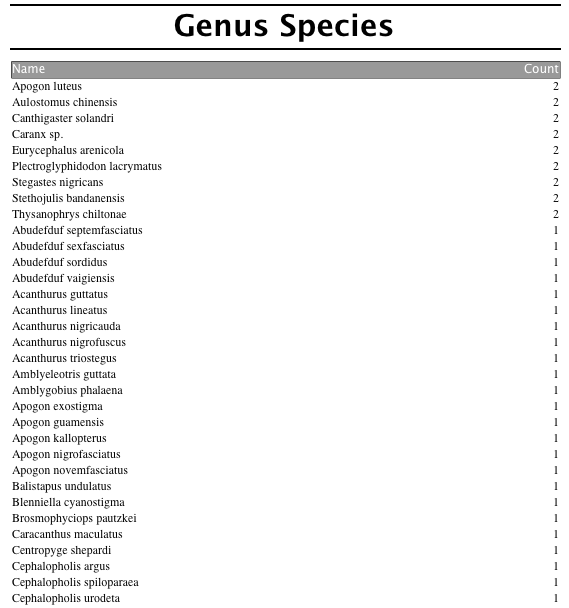 Genus Species
Name Count
Apogon luteus 2
Aulostomus chinensis 2
Canthigaster solandri 2
Caranx sp. 2
Eurycephalus arenicola 2
Plectroglyphidodon lacrymatus 2
Stegastes nigricans 2
Stethojulis bandanensis 2
Thysanophrys chiltonae 2
Abudefduf septemfasciatus 1
Abudefduf sexfasciatus 1
Abudefduf sordidus 1
Abudefduf vaigiensis 1
Acanthurus guttatus 1
Acanthurus lineatus 1
Acanthurus nigricauda 1
Acanthurus nigrofuscus 1
Acanthurus triostegus 1
Amblyeleotris guttata 1
Amblygobius phalaena 1
Apogon exostigma 1
Apogon guamensis 1
Apogon kallopterus 1
Apogon nigrofasciatus 1
Apogon novemfasciatus 1
Balistapus undulatus 1
Blenniella cyanostigma 1
Brosmophyciops pautzkei 1
Caracanthus maculatus 1
Centropyge shepardi 1
Cephalopholis argus 1
Cephalopholis spiloparaea 1
Cephalopholis urodeta 1